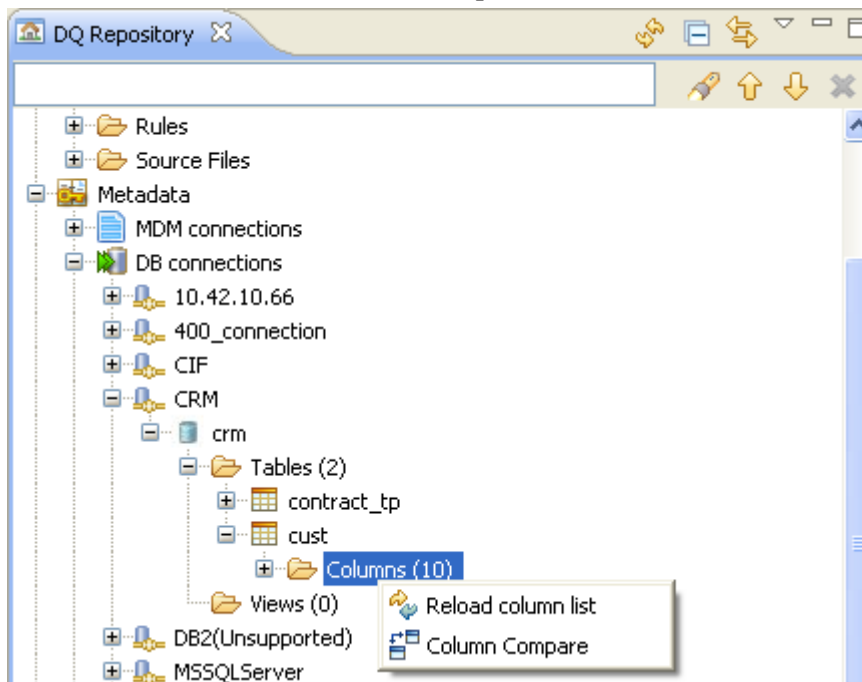 DQ Repository
Rules
Source Files
Metadata
MDM connections
DB connections
10.42.10.66
400_connection
CIF
CRM
crm
Tables (2)
contract_tp
cust
Columns (10)
Views (0)
Reload column list
DB2(Unsupported)
Column Compare
MSSQLServer